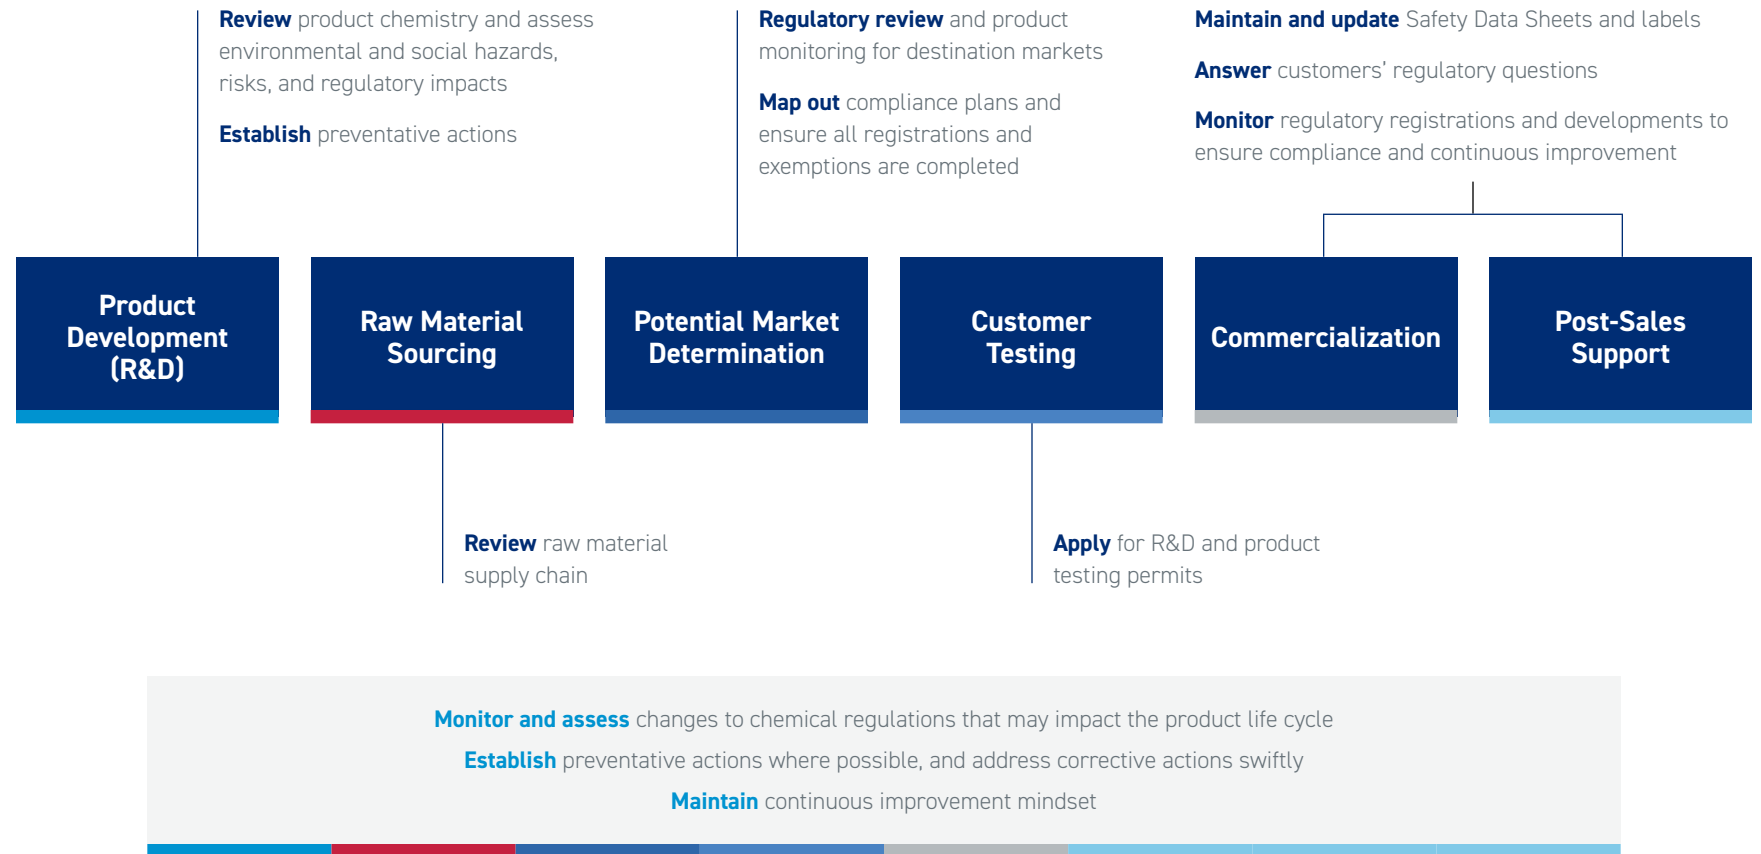 Review product chemistry and assess
environmental and social hazards,
risks, and regulatory impacts
Establish preventative actions
Regulatory review and product
monitoring for destination markets
Map out compliance plans and
ensure all registrations and
exemptions are completed
Maintain and update Safety Data Sheets and labels
Answer customers' regulatory questions
Monitor regulatory registrations and developments to
ensure compliance and continuous improvement
Product
Development
(R&D)
Raw Material
Sourcing
Potential Market
Determination
Customer
Testing
Commercialization
Post-Sales
Support
Review raw material
supply chain
Apply for R&D and product
testing permits
Monitor and assess changes to chemical regulations that may impact the product life cycle
Establish preventative actions where possible, and address corrective actions swiftly
Maintain continuous improvement mindset